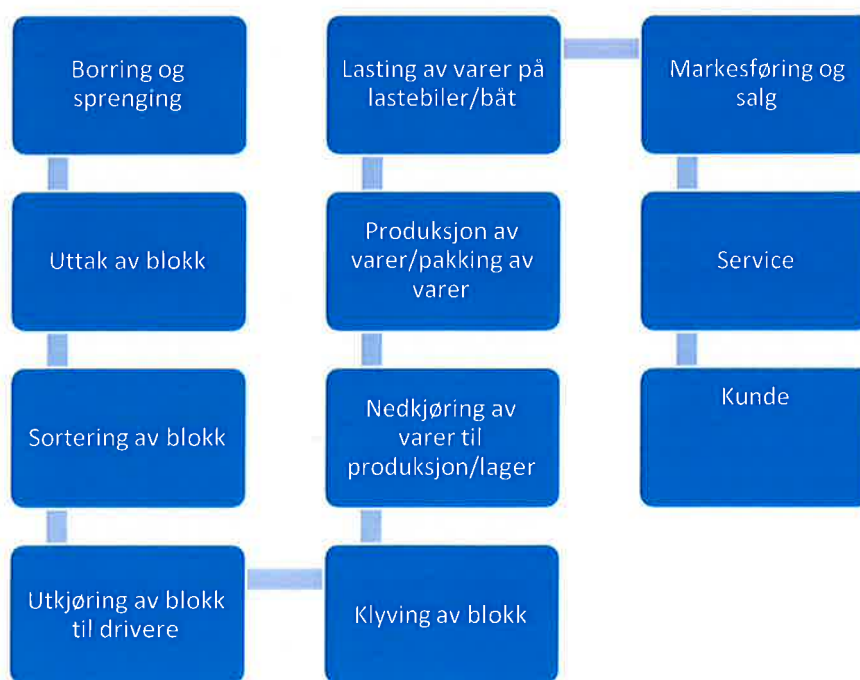 Borring og
sprenging
Uttak av blokk
Sortering av blokk
Utkjøring av blokk
til drivere
Klyving av blokk
Nedkjøring av
varer til
produksjon/lager
Produksjon av
varer/pakking av
varer
Lasting av varer på
lastebiler/båt
Markesføring og
salg
Service
Kunde